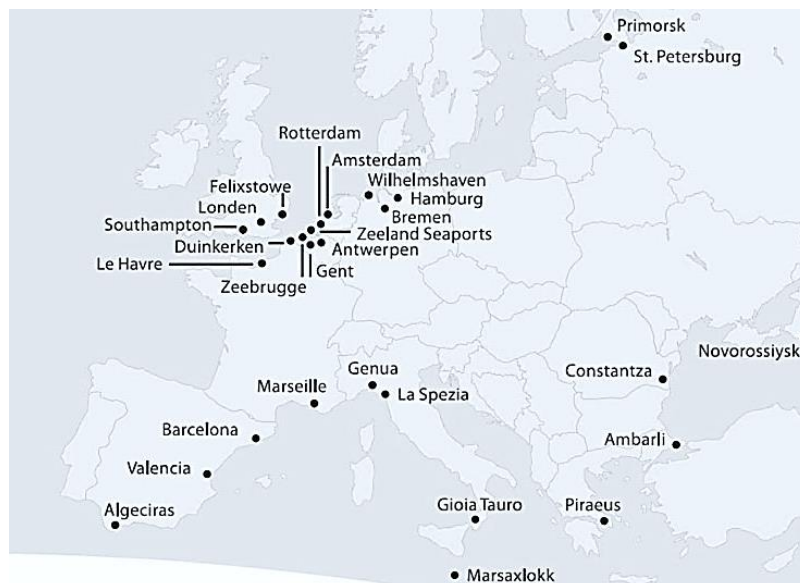 Primorsk
St. Petersburg
Rotterdam
Amsterdam
Wilhelmshaven
Felixstowe
Hamburg
Londen
Bremen
Southampton
Zeeland Seaports
Duinkerken
Antwerpen
Le Havre
Gent
Zeebrugge
Novorossiysk
Genua
Constantza
Marseille
La Spezia
Barcelona
Ambarli
Valencia
Gioia Tauro
Piraeus
Algeciras
Marsaxlokk